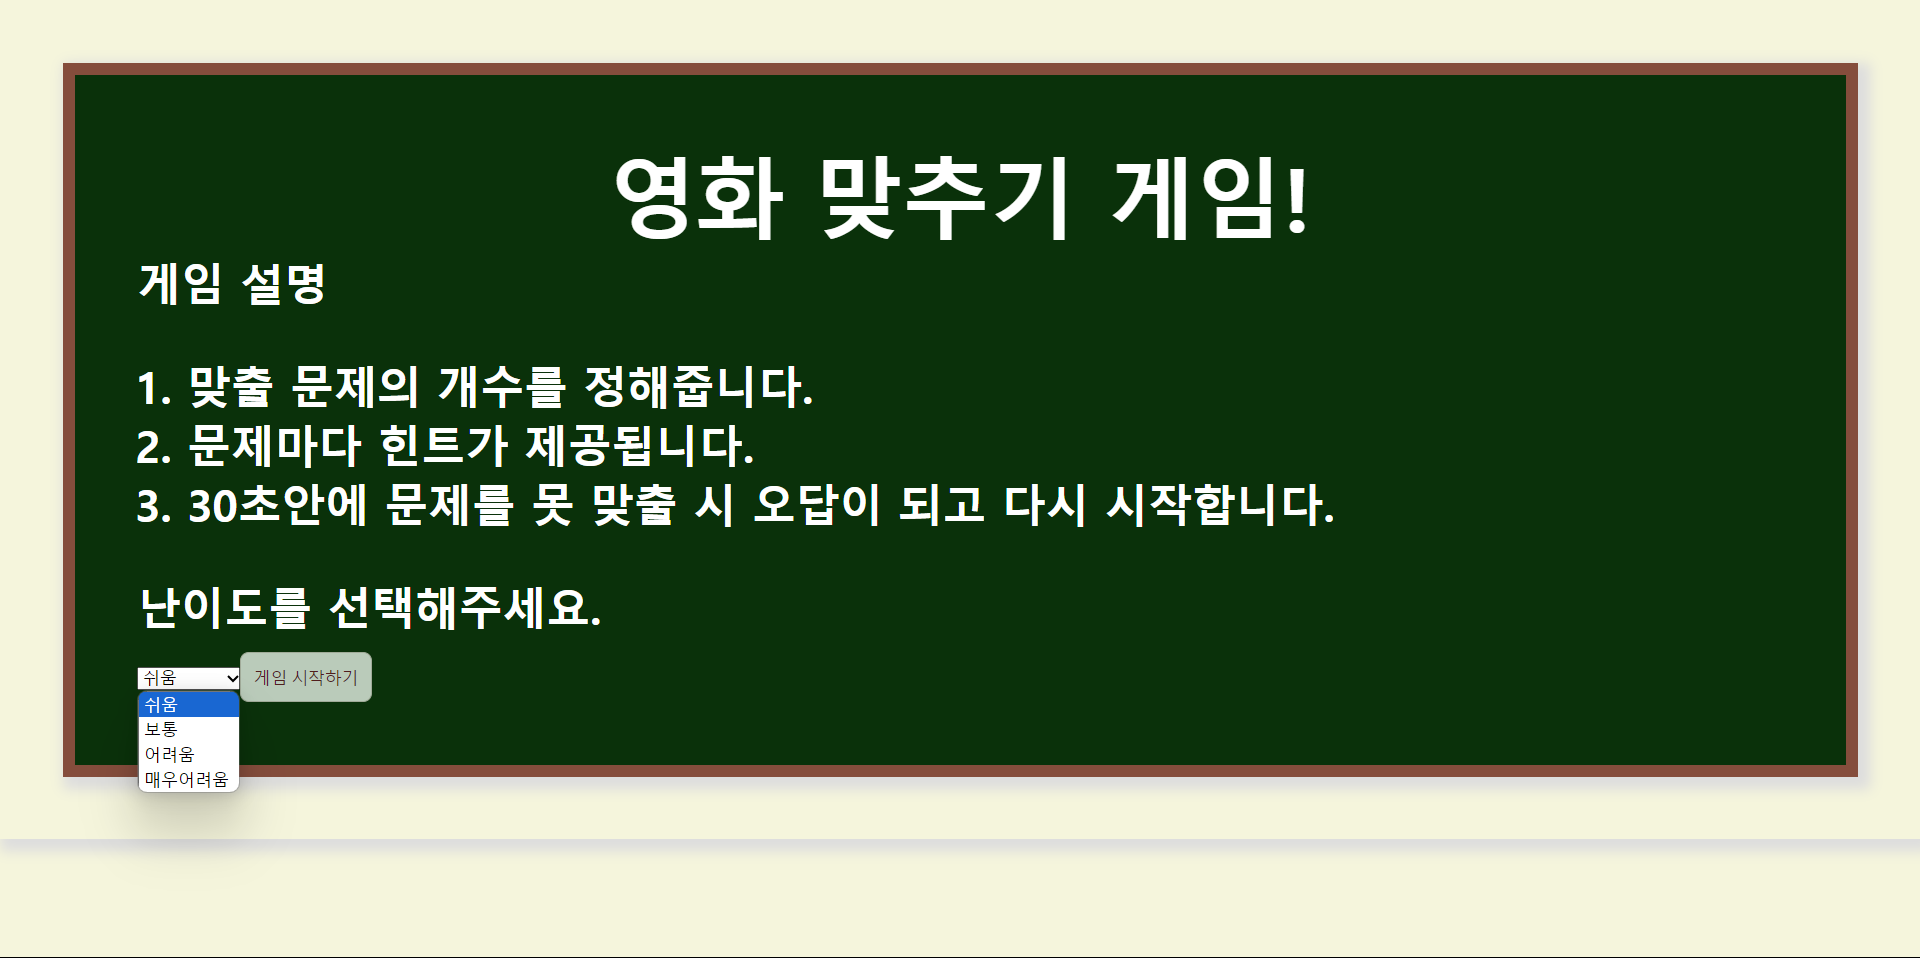 영화 맞추기 게임!
게임 설명
1. 맞출 문제의 개수를 정해줍니다.
2. 문제마다 힌트가 제공됩니다.
3. 30초안에 문제를 못 맞출 시 오답이 되고 다시 시작합니다.
난이도를 선택해주세요.
쉬움 게임 시작하기
쉬움
보통
어려움
매우어려움